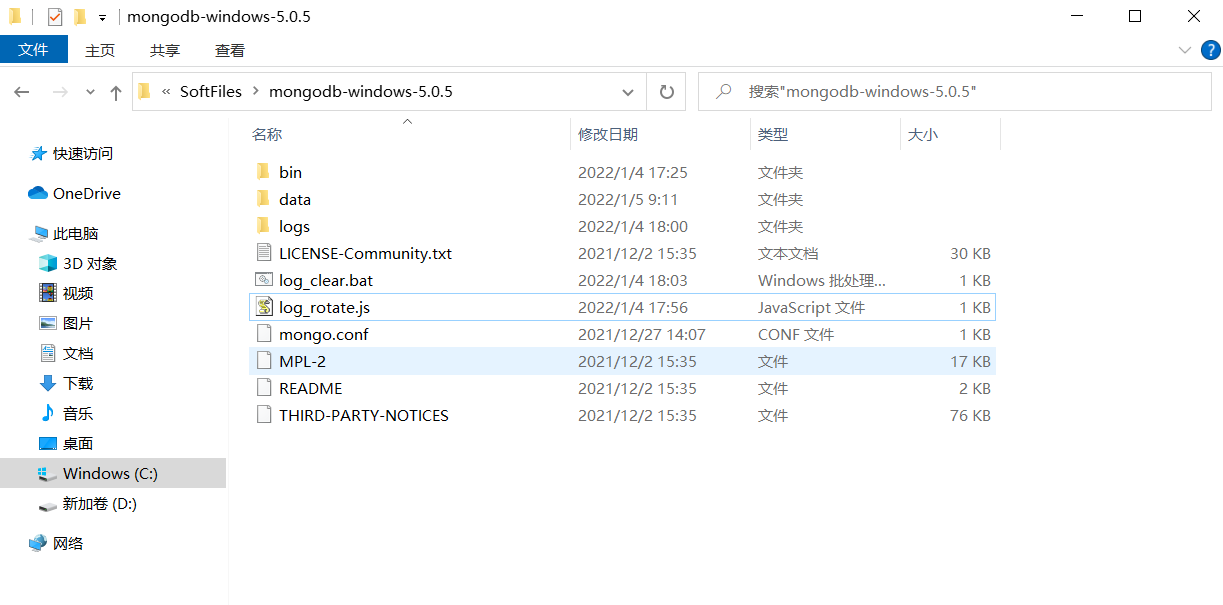 mongodb-windows-5.0.5
文件 主页 共享 查看
« SoftFiles > mongodb-windows-5.0.5 搜索"mongodb-windows-5.0.5"
名称 修改日期 类型 大小
快速访问
OneDrive
此电脑
3D 对象
视频
图片
文档
下载
音乐
桌面
Windows (C:)
新加卷 (D:)
网络
bin 2022/1/4 17:25 文件夹
data 2022/1/5 9:11 文件夹
logs 2022/1/4 18:00 文件夹
LICENSE-Community.txt 2021/12/2 15:35 文本文档 30 KB
log_clear.bat 2022/1/4 18:03 Windows 批处理... 1 KB
log_rotate.js 2022/1/4 17:56 JavaScript 文件 1 KB
mongo.conf 2021/12/27 14:07 CONF 文件 1 KB
MPL-2 2021/12/2 15:35 文件 17 KB
README 2021/12/2 15:35 文件 2 KB
THIRD-PARTY-NOTICES 2021/12/2 15:35 文件 76 KB